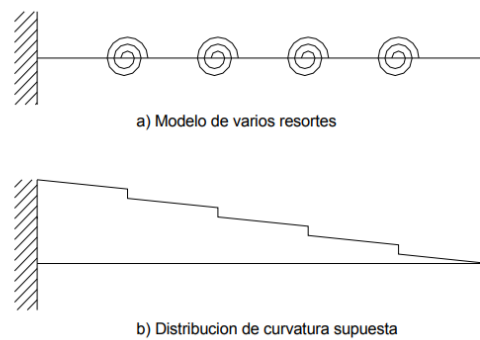 a) Modelo de varios resortes
b) Distribucion de curvatura supuesta